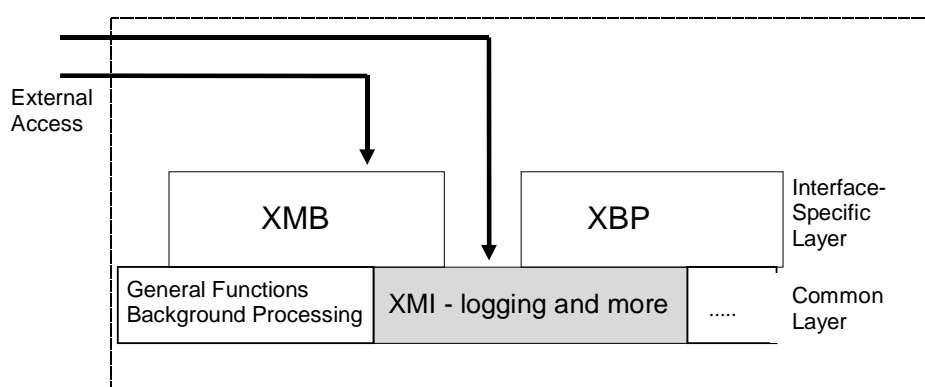 External
Access
XMB
XBP
Interface-
Specific
Layer
General Functions
Background Processing
XMI - logging and more
.....
Common
Layer